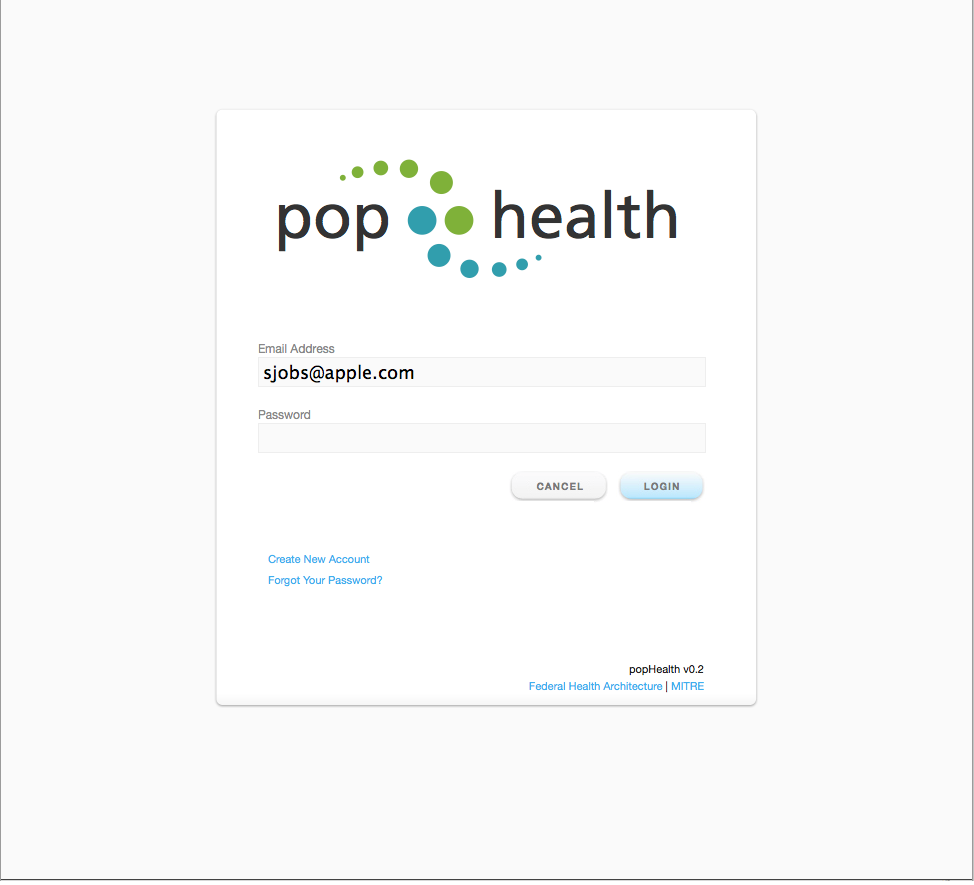 pop health
Email Address
sjobs@apple.com
Password
CANCEL LOGIN
Create New Account
Forgot Your Password?
popHealth v0.2
Federal Health Architecture | MITRE